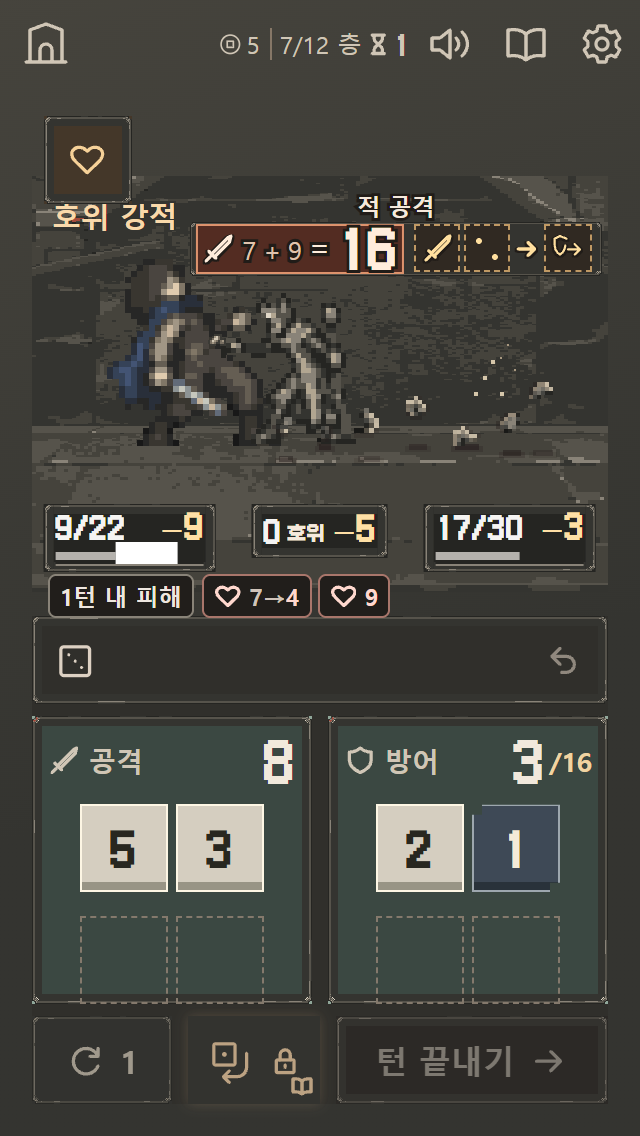 5 7/12 층 1
호위 강적
적 공격
7 + 9 = 16
9/22 –9
0 호위 –5
17/30 –3
1턴 내 피해 7→4 9
공격 8
방어 3/16
5 3
2 1
1
턴 끝내기 →